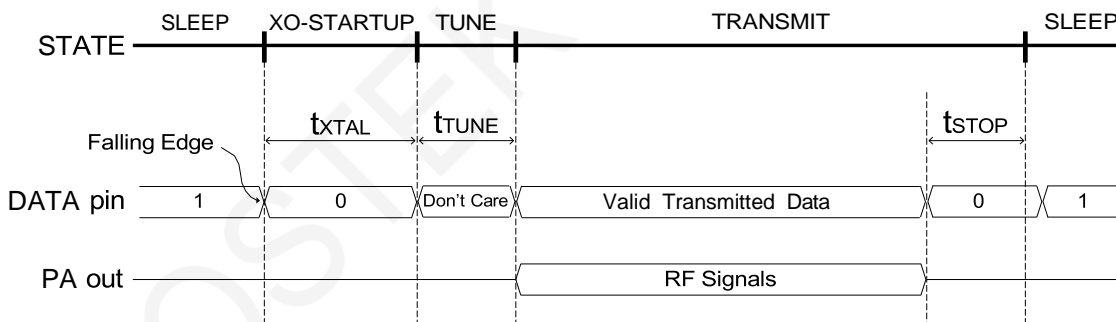 SLEEP XO-STARTUP TUNE TRANSMIT SLEEP
STATE
tXTAL tTUNE tSTOP
Falling Edge
DATA pin 1 0 Don't Care Valid Transmitted Data 0 1
PA out RF Signals